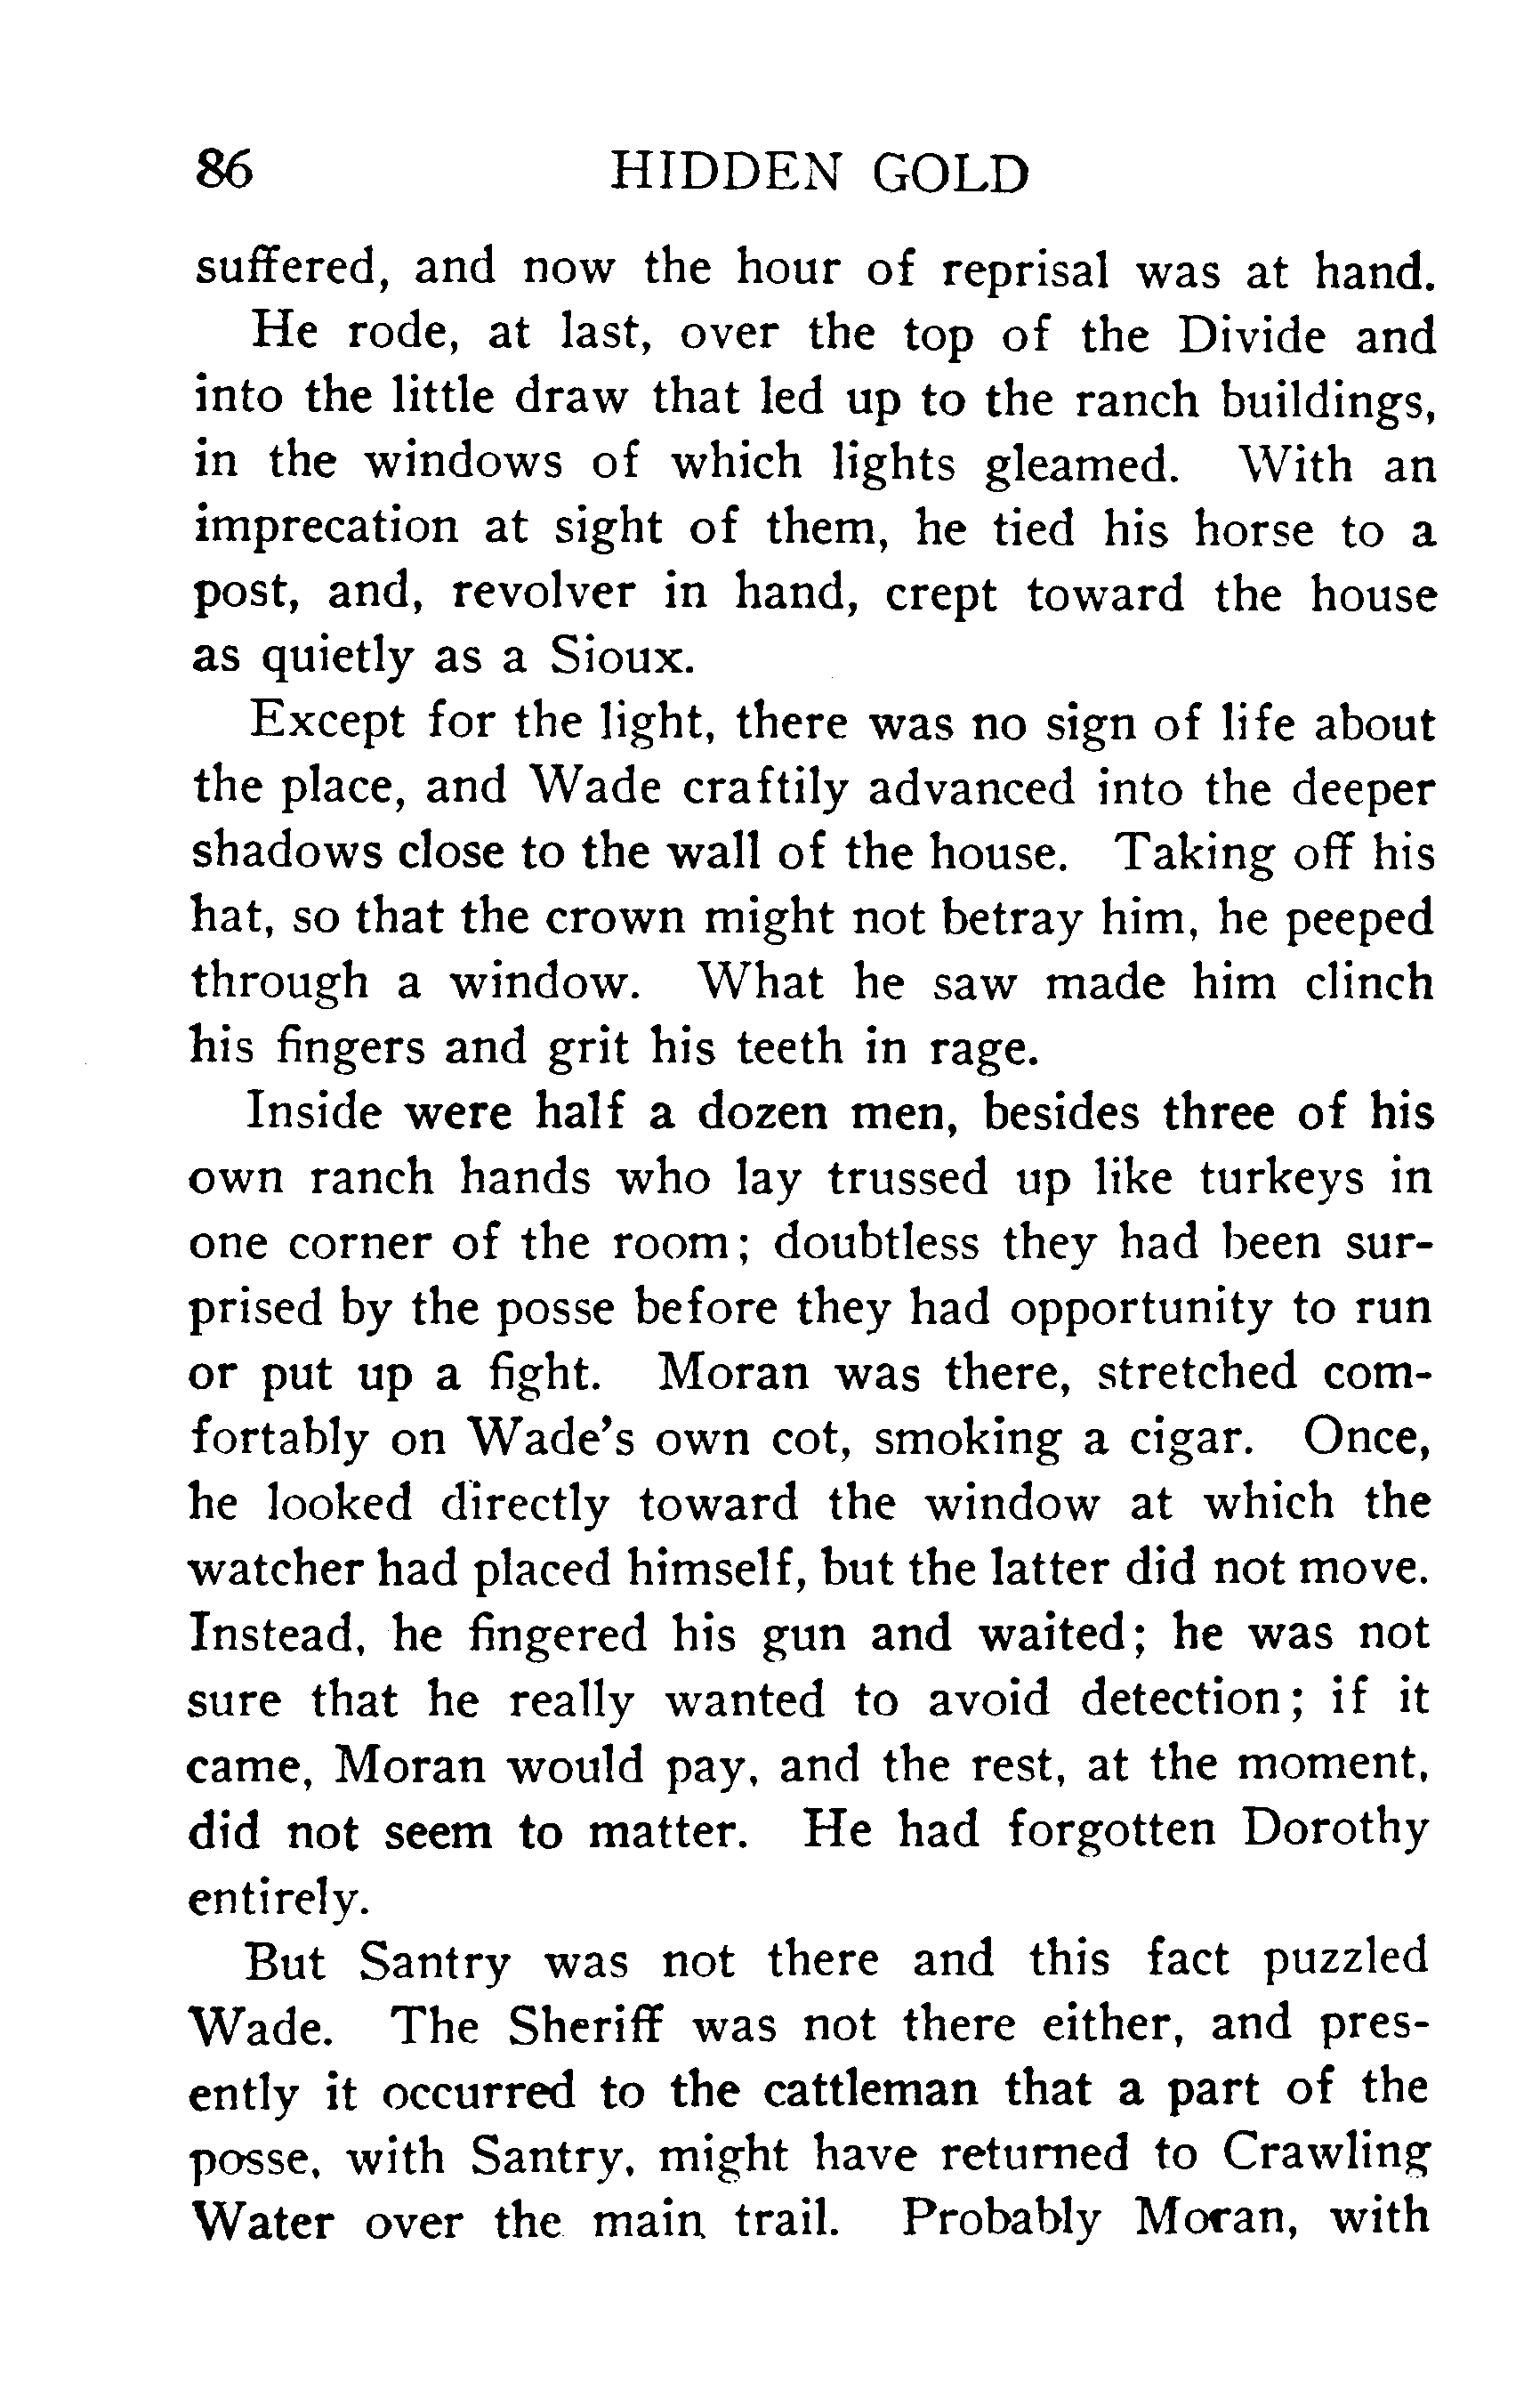 86 HIDDEN GOLD
suffered, and now the hour of reprisal was at hand.
He rode, at last, over the top of the Divide and
into the little draw that led up to the ranch buildings,
in the windows of which lights gleamed. With an
imprecation at sight of them, he tied his horse to a
post, and, revolver in hand, crept toward the house
as quietly as a Sioux.
Except for the light, there was no sign of life about
the place, and Wade craftily advanced into the deeper
shadows close to the wall of the house. Taking off his
hat, so that the crown might not betray him, he peeped
through a window. What he saw made him clinch
his fingers and grit his teeth in rage.
Inside were half a dozen men, besides three of his
own ranch hands who lay trussed up like turkeys in
one corner of the room; doubtless they had been sur-
prised by the posse before they had opportunity to run
or put up a fight. Moran was there, stretched com-
fortably on Wade's own cot, smoking a cigar. Once,
he looked directly toward the window at which the
watcher had placed himself, but the latter did not move.
Instead, he fingered his gun and waited; he was not
sure that he really wanted to avoid detection; if it
came, Moran would pay, and the rest, at the moment,
did not seem to matter. He had forgotten Dorothy
entirely.
But Santry was not there and this fact puzzled
Wade. The Sheriff was not there either, and pres-
ently it occurred to the cattleman that a part of the
posse, with Santry, might have returned to Crawling
Water over the main trail. Probably Moran, with